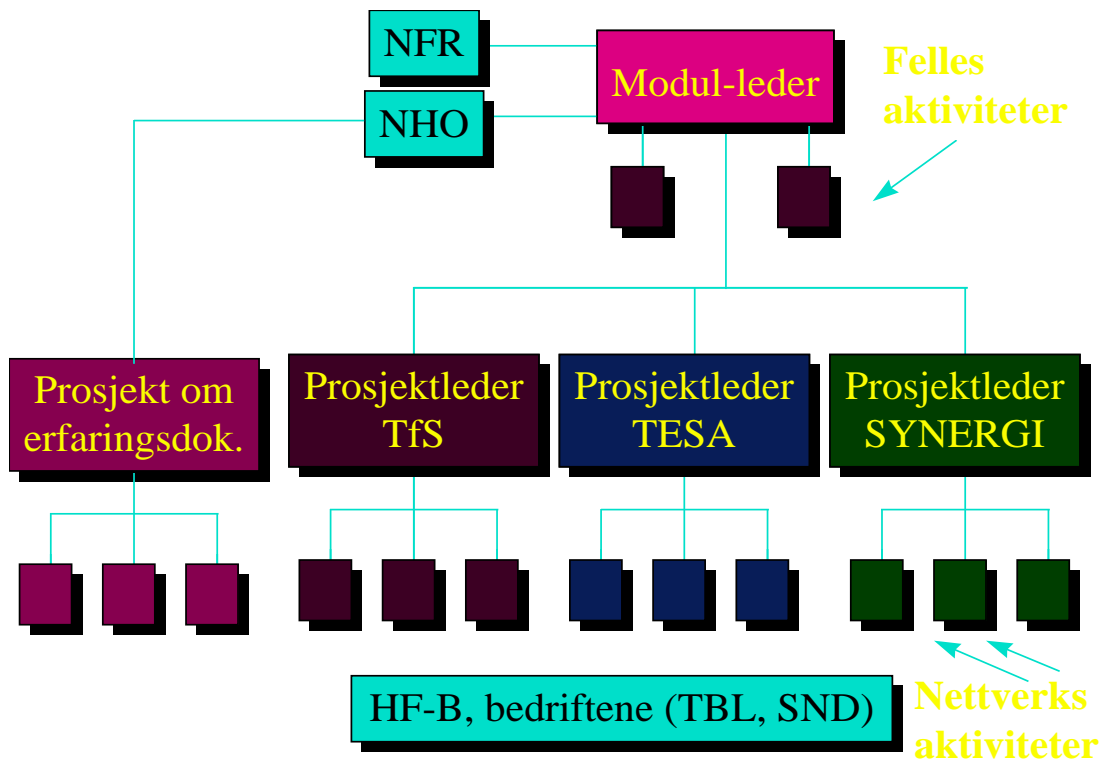 NFR
NHO
Modul-leder
Felles
aktiviteter
Prosjekt om
erfaringsdok.
Prosjektleder
TfS
Prosjektleder
TESA
Prosjektleder
SYNERGI
HF-B, bedriftene (TBL, SND)
Nettverks
aktiviteter